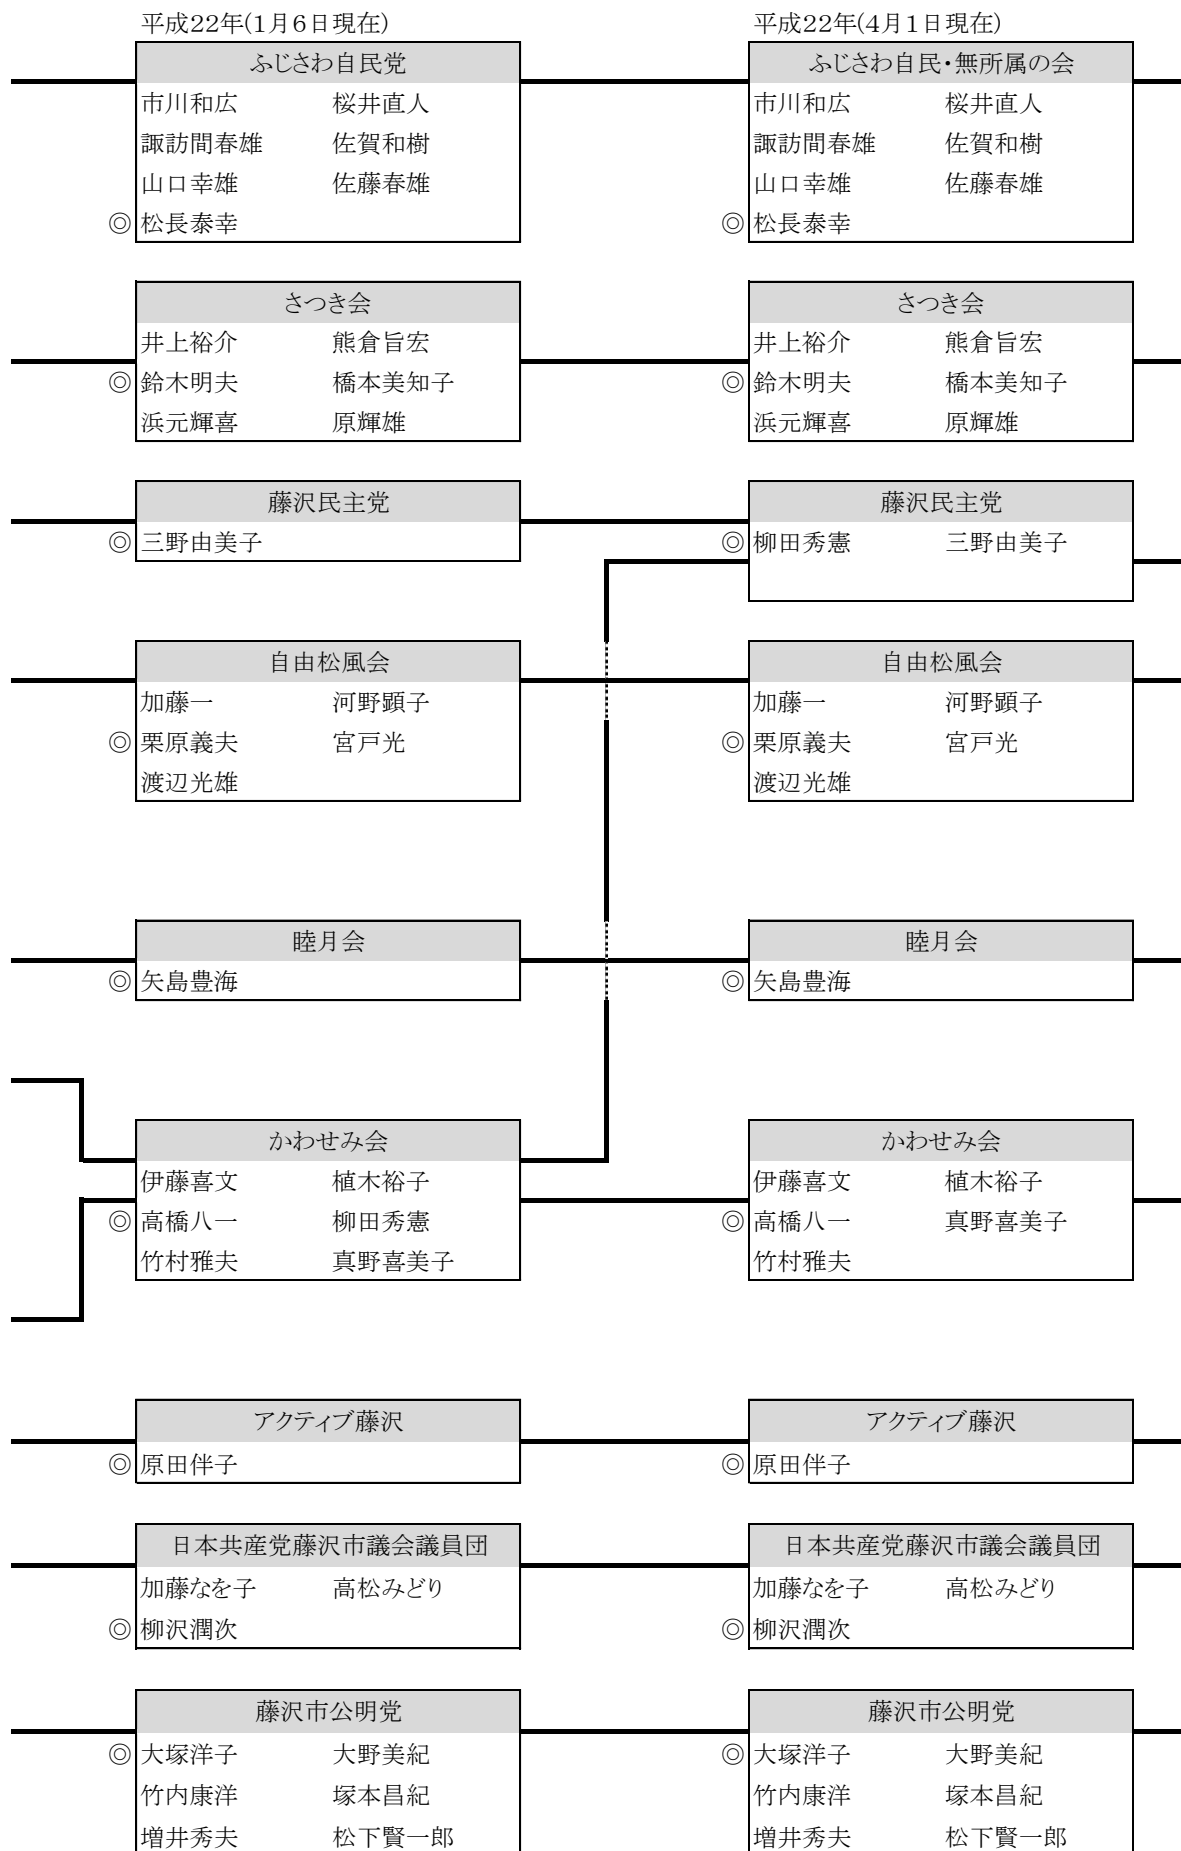 平成22年(1月6日現在)
ふじさわ自民党
市川和広 桜井直人
諏訪間春雄 佐賀和樹
山口幸雄 佐藤春雄
◎ 松長泰幸
さつき会
井上裕介 熊倉旨宏
◎ 鈴木明夫 橋本美知子
浜元輝喜 原輝雄
藤沢民主党
◎ 三野由美子
自由松風会
加藤一 河野顕子
◎ 栗原義夫 宮戸光
渡辺光雄
睦月会
◎ 矢島豊海
かわせみ会
伊藤喜文 植木裕子
◎ 高橋八一 柳田秀憲
竹村雅夫 真野喜美子
アクティブ藤沢
◎ 原田伴子
日本共産党藤沢市議会議員団
加藤なを子 高松みどり
◎ 柳沢潤次
藤沢市公明党
◎ 大塚洋子 大野美紀
竹内康洋 塚本昌紀
増井秀夫 松下賢一郎
平成22年(4月1日現在)
ふじさわ自民・無所属の会
市川和広 桜井直人
諏訪間春雄 佐賀和樹
山口幸雄 佐藤春雄
◎ 松長泰幸
さつき会
井上裕介 熊倉旨宏
◎ 鈴木明夫 橋本美知子
浜元輝喜 原輝雄
藤沢民主党
◎ 柳田秀憲 三野由美子
自由松風会
加藤一 河野顕子
◎ 栗原義夫 宮戸光
渡辺光雄
睦月会
◎ 矢島豊海
かわせみ会
伊藤喜文 植木裕子
◎ 高橋八一 真野喜美子
竹村雅夫
アクティブ藤沢
◎ 原田伴子
日本共産党藤沢市議会議員団
加藤なを子 高松みどり
◎ 柳沢潤次
藤沢市公明党
◎ 大塚洋子 大野美紀
竹内康洋 塚本昌紀
増井秀夫 松下賢一郎